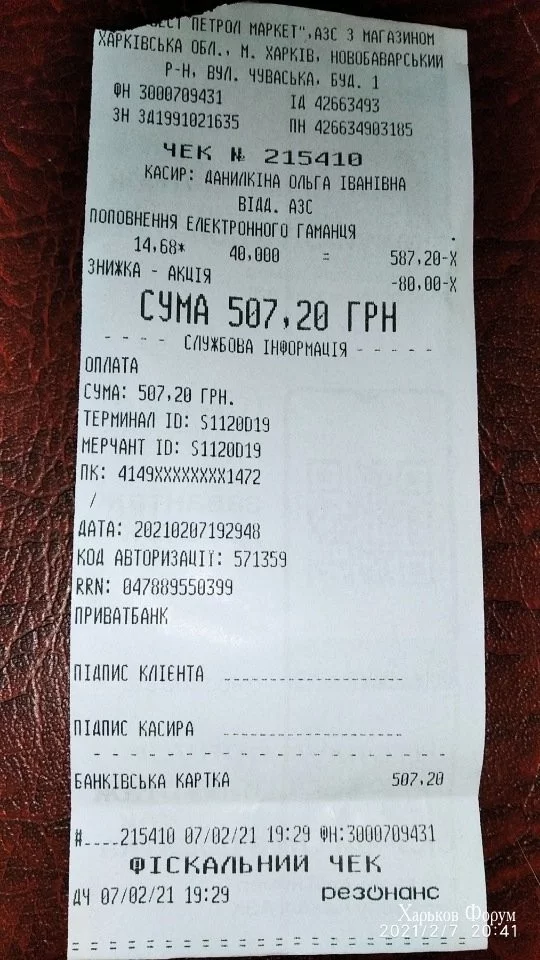 ПЕТРОЛ МАРКЕТ",АЗС З МАГАЗИНОМ
ХАРКІВСЬКА ОБЛ., М. ХАРКІВ, НОВОБАВАРСЬКИЙ
Р-Н, ВУЛ. ЧУВАСЬКА, БУД. 1
ФН 3000709431 ІД 42663493
ЗН ЗД1991021635 ПН 426634903185
ЧЕК № 215410
КАСИР: ДАНИЛКІНА ОЛЬГА ІВАНІВНА
ВІДД. АЗС
ПОПОВНЕННЯ ЕЛЕКТРОННОГО ГАМАНЦЯ
14,68* 40,000 = 587,20-Х
ЗНИЖКА - АКЦІЯ -80,00-Х
СУМА 507,20 ГРН
- - - - СЛУЖБОВА ІНФОРМАЦІЯ - - - - -
ОПЛАТА
СУМА: 507,20 ГРН.
ТЕРМИНАЛ ID: S1120D19
МЕРЧАНТ ID: S1120D19
ПК: 4149XXXXXXXX1472
/
ДАТА: 20210207192948
КОД АВТОРИЗАЦІЇ: 571359
RRN: 047889550399
ПРИВАТБАНК
ПІДПИС КЛІЄНТА ____________________
ПІДПИС КАСИРА ____________________
- - - - - - - - - - - - - - - - - - - -
БАНКІВСЬКА КАРТКА 507,20
#....215410 07/02/21 19:29 ФН:3000709431
ФІСКАЛЬНИЙ ЧЕК
ДЧ 07/02/21 19:29 резонанс
Харьков Форум
2021/2/7 20:41